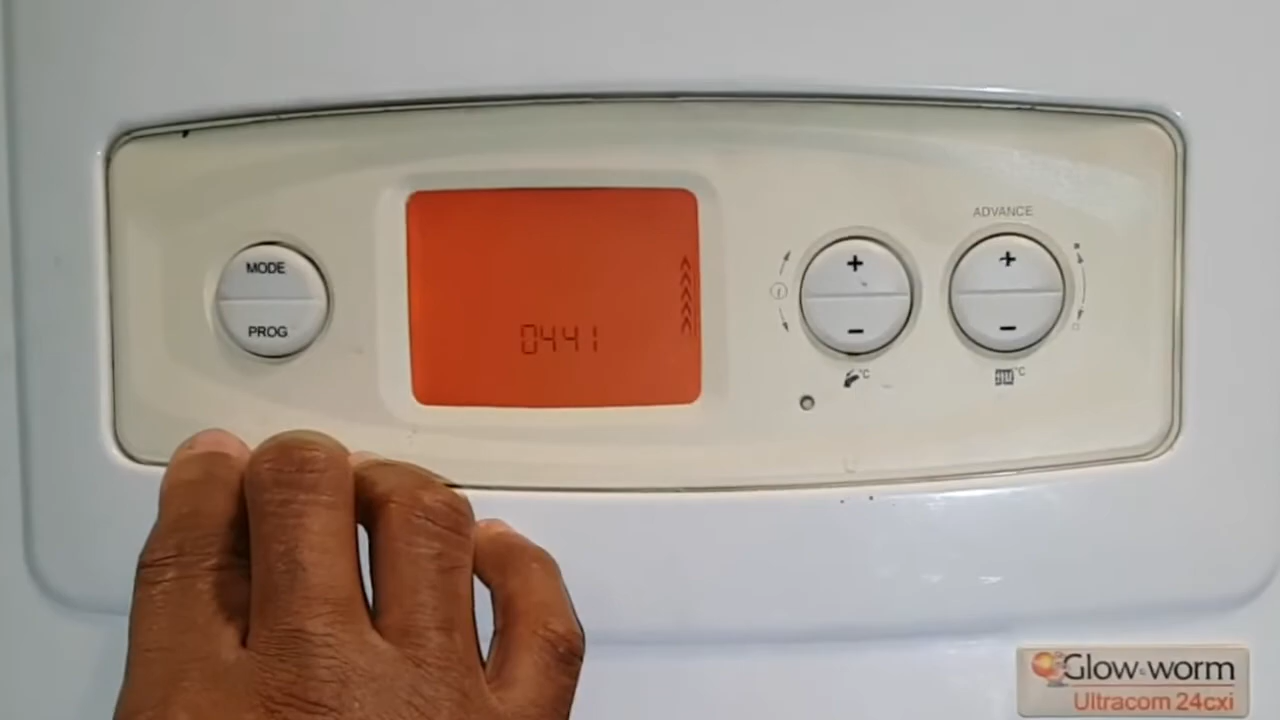 ADVANCE
MODE
PROG
0441
+
−
°C
+
−
°C
Glow-worm
Ultracom 24cxi